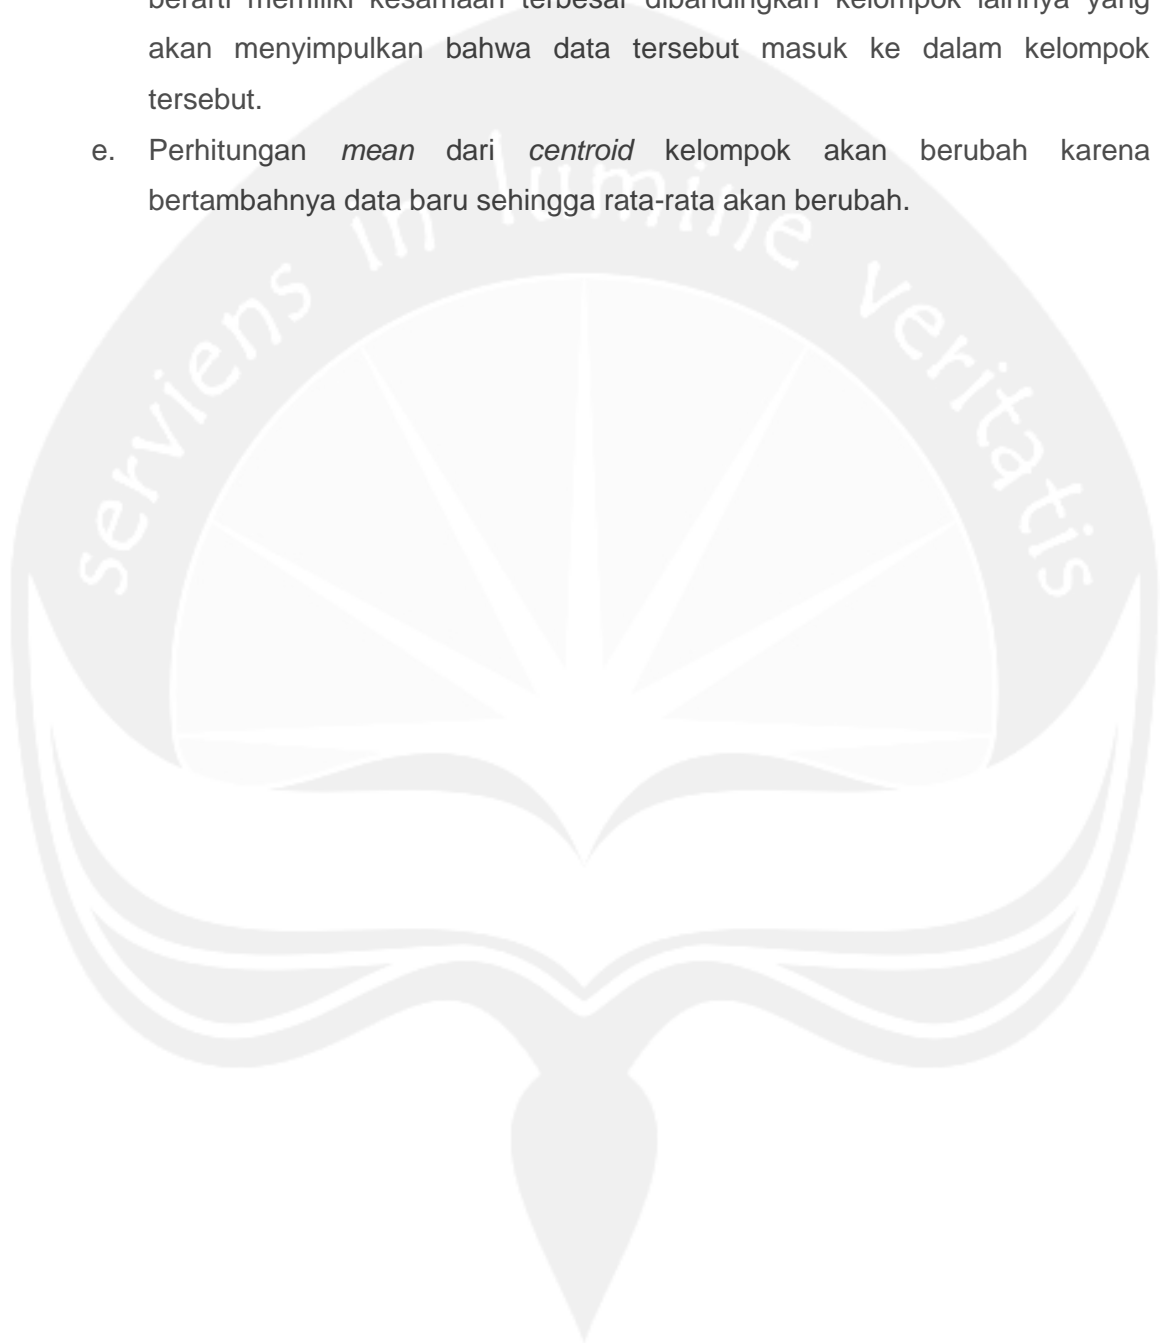 berarti memiliki kesamaan terbesar dibandingkan kelompok lainnya yang
akan menyimpulkan bahwa data tersebut masuk ke dalam kelompok
tersebut.
e. Perhitungan mean dari centroid kelompok akan berubah karena
bertambahnya data baru sehingga rata-rata akan berubah.
serviens in lumine veritatis